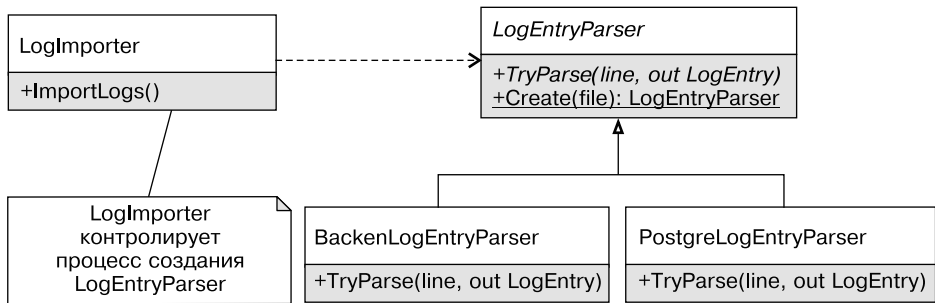 LogImporter
+ImportLogs()
LogEntryParser
+TryParse(line, out LogEntry)
+Create(file): LogEntryParser
LogImporter
контролирует
процесс создания
LogEntryParser
BackenLogEntryParser
+TryParse(line, out LogEntry)
PostgreLogEntryParser
+TryParse(line, out LogEntry)